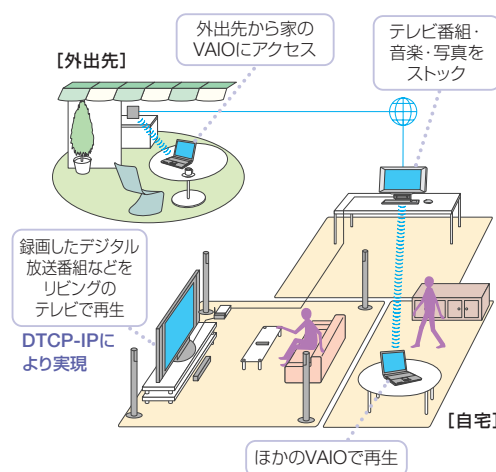 [外出先]
外出先から家の
VAIOにアクセス
テレビ番組・
音楽・写真を
ストック
録画したデジタル
放送番組などを
リビングの
テレビで再生
DTCP-IPに
より実現
[自宅]
ほかのVAIOで再生